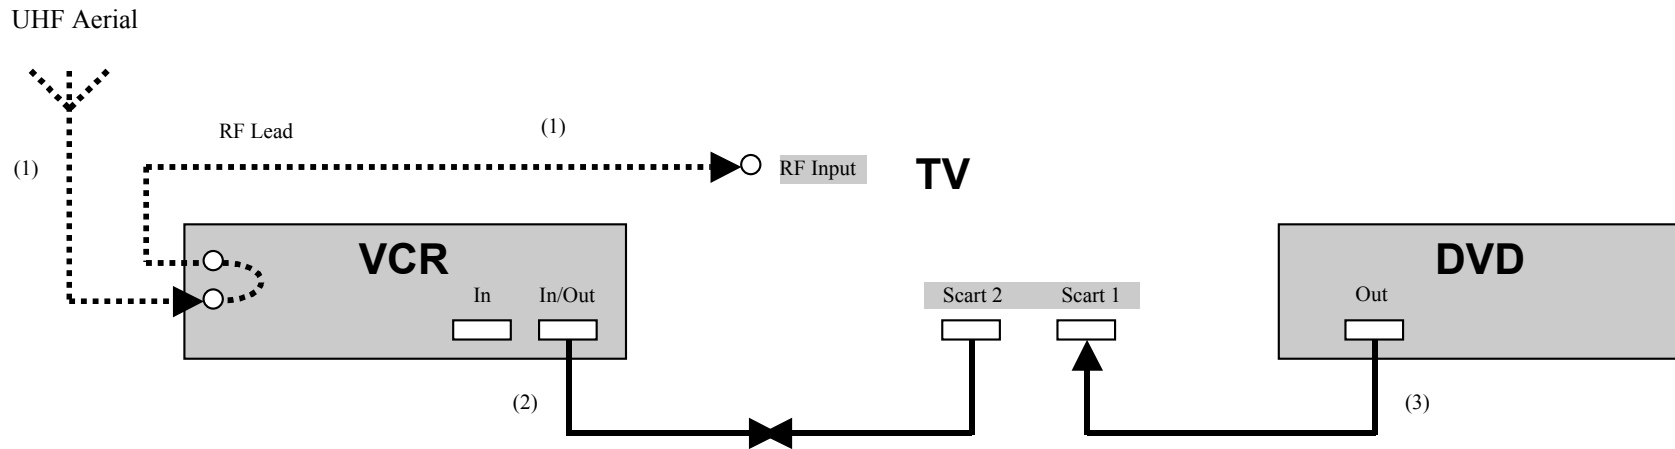 UHF Aerial
(1)
RF Lead
(1)
RF Input
TV
VCR
In
In/Out
Scart 2
Scart 1
DVD
Out
(2)
(3)